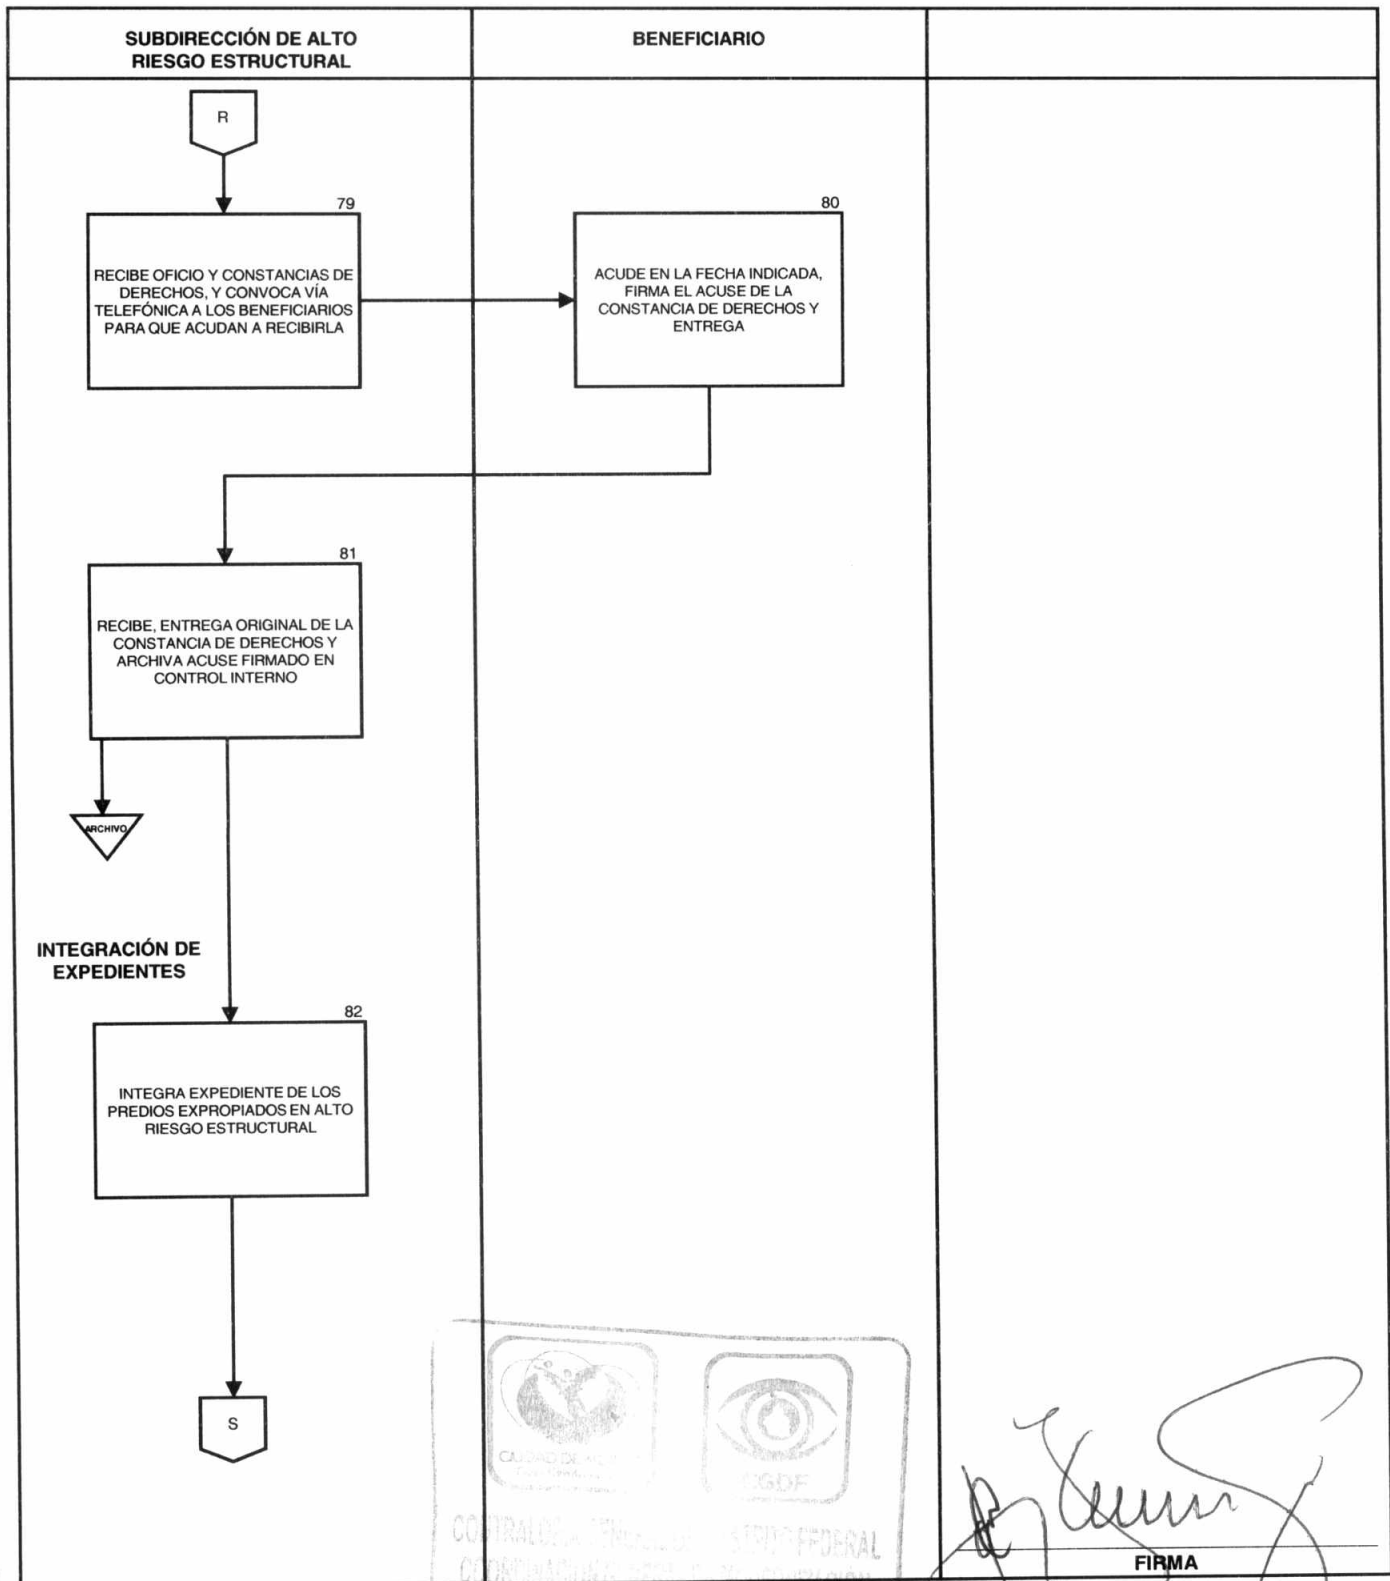 SUBDIRECCIÓN DE ALTO
RIESGO ESTRUCTURAL
BENEFICIARIO
R
79
RECIBE OFICIO Y CONSTANCIAS DE
DERECHOS, Y CONVOCA VÍA
TELEFÓNICA A LOS BENEFICIARIOS
PARA QUE ACUDAN A RECIBIRLA
80
ACUDE EN LA FECHA INDICADA,
FIRMA EL ACUSE DE LA
CONSTANCIA DE DERECHOS Y
ENTREGA
81
RECIBE, ENTREGA ORIGINAL DE LA
CONSTANCIA DE DERECHOS Y
ARCHIVA ACUSE FIRMADO EN
CONTROL INTERNO
ARCHIVO
INTEGRACIÓN DE
EXPEDIENTES
82
INTEGRA EXPEDIENTE DE LOS
PREDIOS EXPROPIADOS EN ALTO
RIESGO ESTRUCTURAL
S
CGDF
FEDERAL
FIRMA